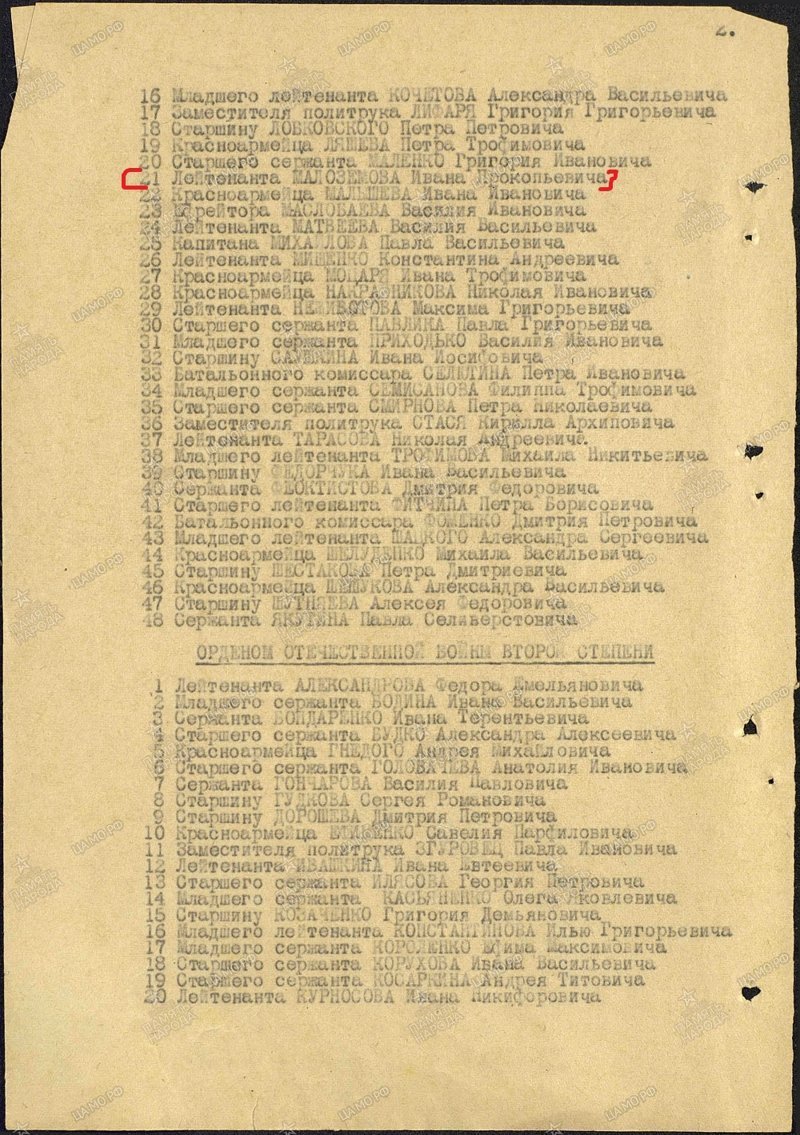 2.
16 Младшего лейтенанта КОЧЕТОВА Александра Васильевича
17 Заместителя политрука ЛИФАРЯ Григория Григорьевича
18 Старшину ЛОБКОВСКОГО Петра Петровича
19 Красноармейца ЛЯШЕВА Петра Трофимовича
20 Старшего сержанта МАЛЕНКО Григория Ивановича
21 Лейтенанта МАЛОЗЕМОВА Ивана Прокопьевича
22 Красноармейца МАЛЫШЕВА Ивана Ивановича
23 Ефрейтора МАСЛОБАЕВА Василия Ивановича
24 Лейтенанта МАТВЕЕВА Василия Васильевича
25 Капитана МИХАЙЛОВА Павла Васильевича
26 Лейтенанта МИЩЕНКО Константина Андреевича
27 Красноармейца МОЦАРЯ Ивана Трофимовича
28 Красноармейца Николая Ивановича
29 Лейтенанта Максима Григорьевича
30 Старшего сержанта ПАВЛИКА Павла Григорьевича
31 Младшего сержанта ПРИХОДЬКО Василия Ивановича
32 Старшину САУШКИНА Ивана Иосифовича
33 Батальонного комиссара СЕЛЮТИНА Петра Ивановича
34 Младшего сержанта СЕМИСАНОВА Филиппа Трофимовича
35 Старшего сержанта СМИРНОВА Петра Николаевича
36 Заместителя политрука СТАСЯ Кирилла Архиповича
37 Лейтенанта ТАРАСОВА Николая Андреевича.
38 Младшего лейтенанта ТРОФИМОВА Михаила Никитьевича
39 Старшину ФЕДОРЧУКА Ивана Васильевича
40 Сержанта ФЕОКТИСТОВА Дмитрия Федоровича
41 Старшего лейтенанта ФИТЧИНА Петра Борисовича
42 Батальонного комиссара ФОМЕНКО Дмитрия Петровича
43 Младшего лейтенанта ШАЦКОГО Александра Сергеевича
44 Красноармейца ШЕЛУДЕНКО Михаила Васильевича
45 Старшину ШЕСТАКОВА Петра Дмитриевича
46 Красноармейца ШЕШУКОВА Александра Васильевича
47 Старшину ШУТНЯЕВА Алексея Федоровича
48 Сержанта ЯКУТИНА Павла Селиверстовича
ОРДЕНОМ ОТЕЧЕСТВЕННОЙ ВОЙНЫ ВТОРОЙ СТЕПЕНИ
1 Лейтенанта АЛЕКСАНДРОВА Федора Емельяновича
2 Младшего сержанта БОДИНА Ивана Васильевича
3 Сержанта БОНДАРЕНКО Ивана Терентьевича
4 Старшего сержанта БУДКО Александра Алексеевича
5 Красноармейца ГНЕДОГО Андрея Михайловича
6 Старшего сержанта ГОЛОВАЧЕВА Анатолия Ивановича
7 Сержанта ГОНЧАРОВА Василия Павловича
8 Старшину ГУДКОВА Сергея Романовича
9 Старшину ДОРОШЕВА Дмитрия Петровича
10 Красноармейца ЕФИМЕНКО Савелия Парфиловича
11 Заместителя политрука ЗГУРОВЕЦ Павла Ивановича
12 Лейтенанта ИВАШКИНА Ивана Евтеевича
13 Старшего сержанта ИЛЯСОВА Георгия Петровича
14 Младшего сержанта КАСЬЯНЕНКО Олега Яковлевича
15 Старшину КОЗАЧЕНКО Григория Демьяновича
16 Младшего лейтенанта КОНСТАНТИНОВА Илью Григорьевича
17 Младшего сержанта КОРОЛЕНКО Ефима Максимовича
18 Старшего сержанта КОРУХОВА Ивана Васильевича
19 Старшего сержанта КОСАРКИНА Андрея Титовича
20 Лейтенанта КУРНОСОВА Ивана Никифоровича